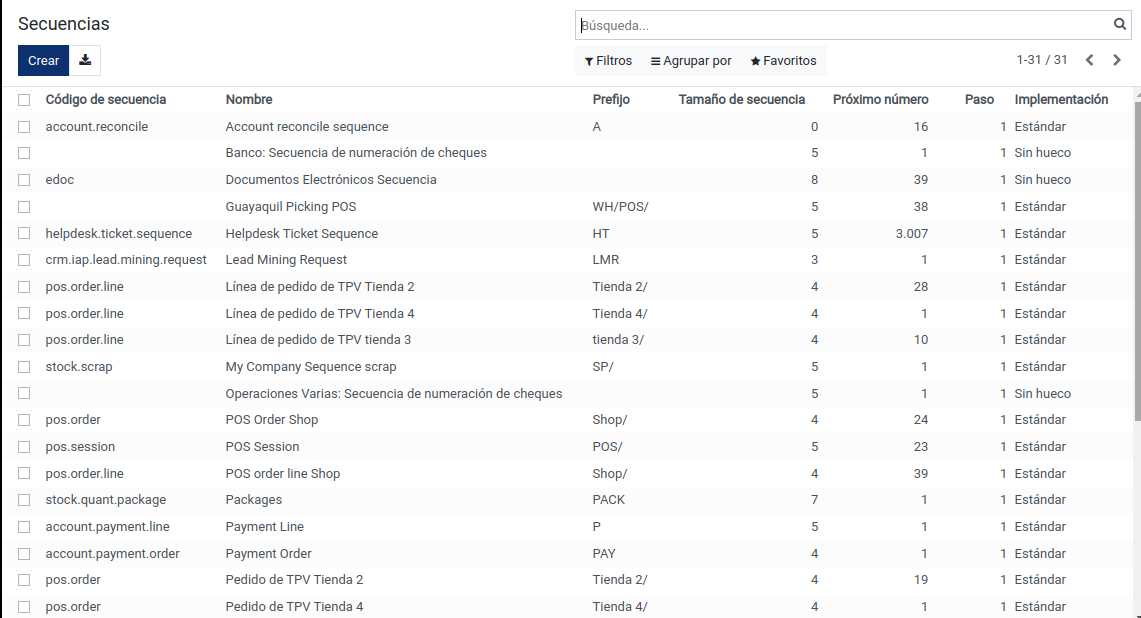 Secuencias
Búsqueda...
Crear
Filtros Agrupar por Favoritos
1-31 / 31
Código de secuencia Nombre Prefijo Tamaño de secuencia Próximo número Paso Implementación
account.reconcile Account reconcile sequence A 0 16 1 Estándar
Banco: Secuencia de numeración de cheques 5 1 1 Sin hueco
edoc Documentos Electrónicos Secuencia 8 39 1 Sin hueco
Guayaquil Picking POS WH/POS/ 5 38 1 Estándar
helpdesk.ticket.sequence Helpdesk Ticket Sequence HT 5 3.007 1 Estándar
crm.iap.lead.mining.request Lead Mining Request LMR 3 1 1 Estándar
pos.order.line Línea de pedido de TPV Tienda 2 Tienda 2/ 4 28 1 Estándar
pos.order.line Línea de pedido de TPV Tienda 4 Tienda 4/ 4 1 1 Estándar
pos.order.line Línea de pedido de TPV tienda 3 tienda 3/ 4 10 1 Estándar
stock.scrap My Company Sequence scrap SP/ 5 1 1 Estándar
Operaciones Varias: Secuencia de numeración de cheques 5 1 1 Sin hueco
pos.order POS Order Shop Shop/ 4 24 1 Estándar
pos.session POS Session POS/ 5 23 1 Estándar
pos.order.line POS order line Shop Shop/ 4 39 1 Estándar
stock.quant.package Packages PACK 7 1 1 Estándar
account.payment.line Payment Line P 5 1 1 Estándar
account.payment.order Payment Order PAY 4 1 1 Estándar
pos.order Pedido de TPV Tienda 2 Tienda 2/ 4 19 1 Estándar
pos.order Pedido de TPV Tienda 4 Tienda 4/ 4 1 1 Estándar